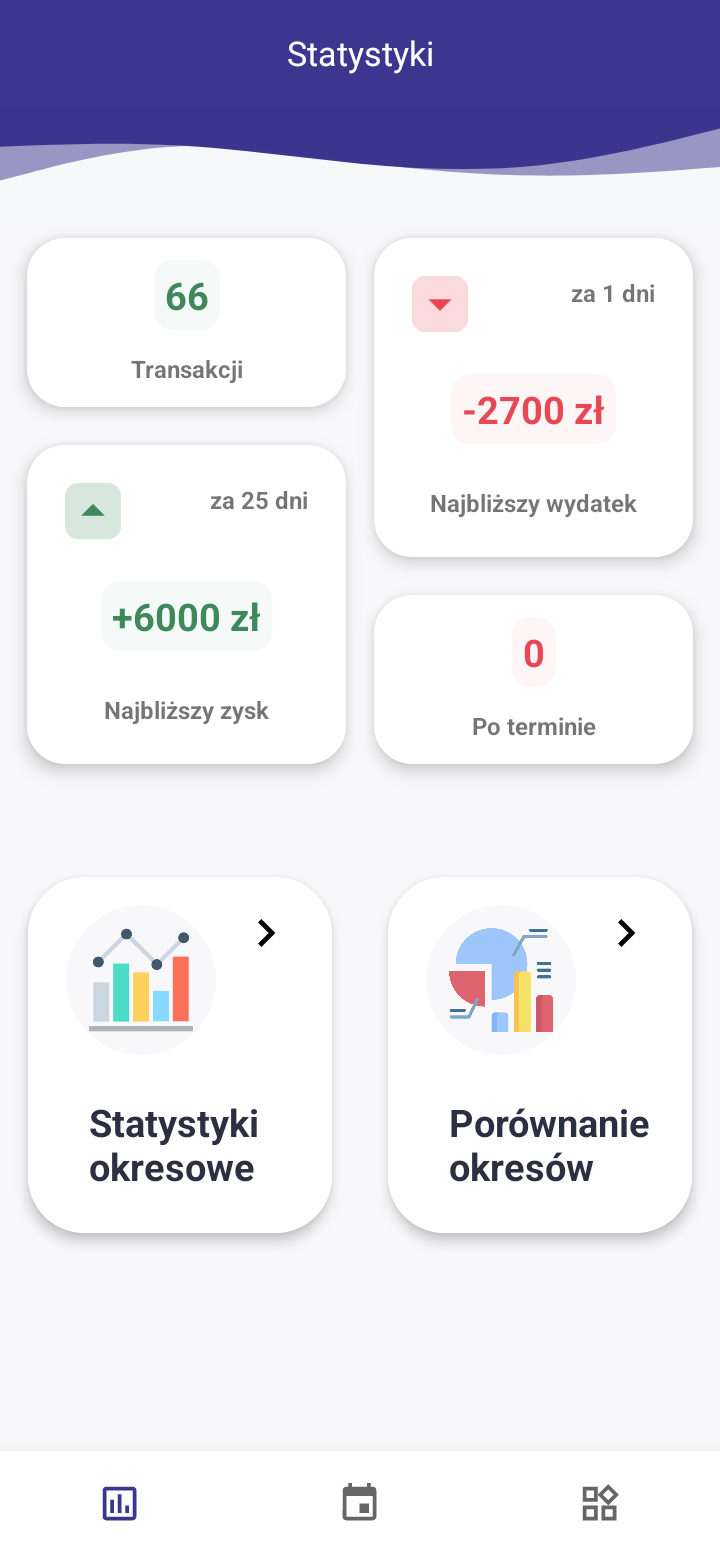 Statystyki
66
Transakcji
za 1 dni
-2700 zł
Najbliższy wydatek
za 25 dni
+6000 zł
Najbliższy zysk
0
Po terminie
Statystyki
okresowe
Porównanie
okresów